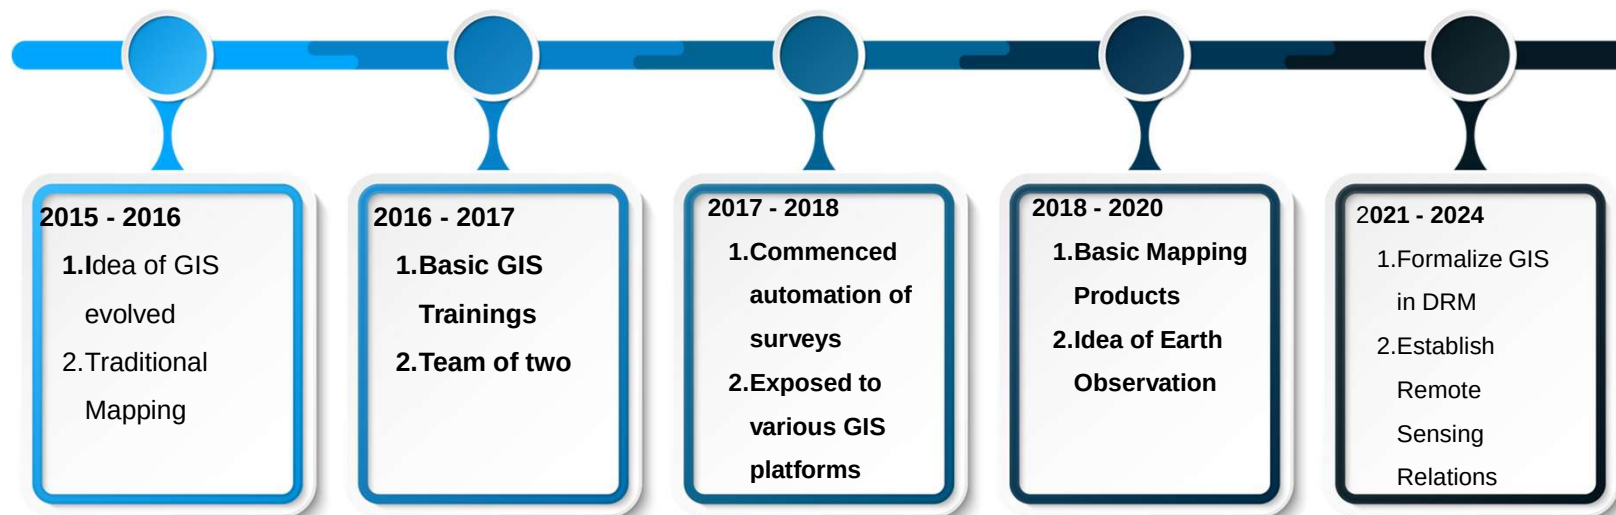 2015 - 2016
1.Idea of GIS
evolved
2.Traditional
Mapping
2016 - 2017
1.Basic GIS
Trainings
2.Team of two
2017 - 2018
1.Commenced
automation of
surveys
2.Exposed to
various GIS
platforms
2018 - 2020
1.Basic Mapping
Products
2.Idea of Earth
Observation
2021 - 2024
1.Formalize GIS
in DRM
2.Establish
Remote
Sensing
Relations